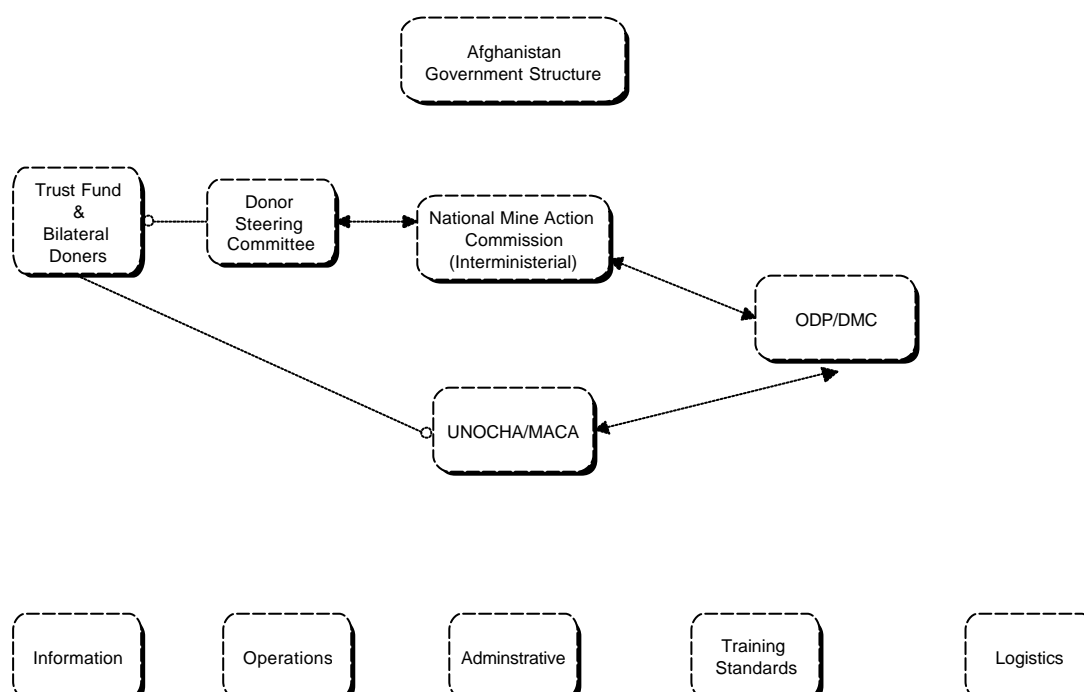 Afghanistan
Government Structure
Trust Fund
&
Bilateral
Doners
Donor
Steering
Committee
National Mine Action
Commission
(Interministerial)
ODP/DMC
UNOCHA/MACA
Information
Operations
Adminstrative
Training
Standards
Logistics